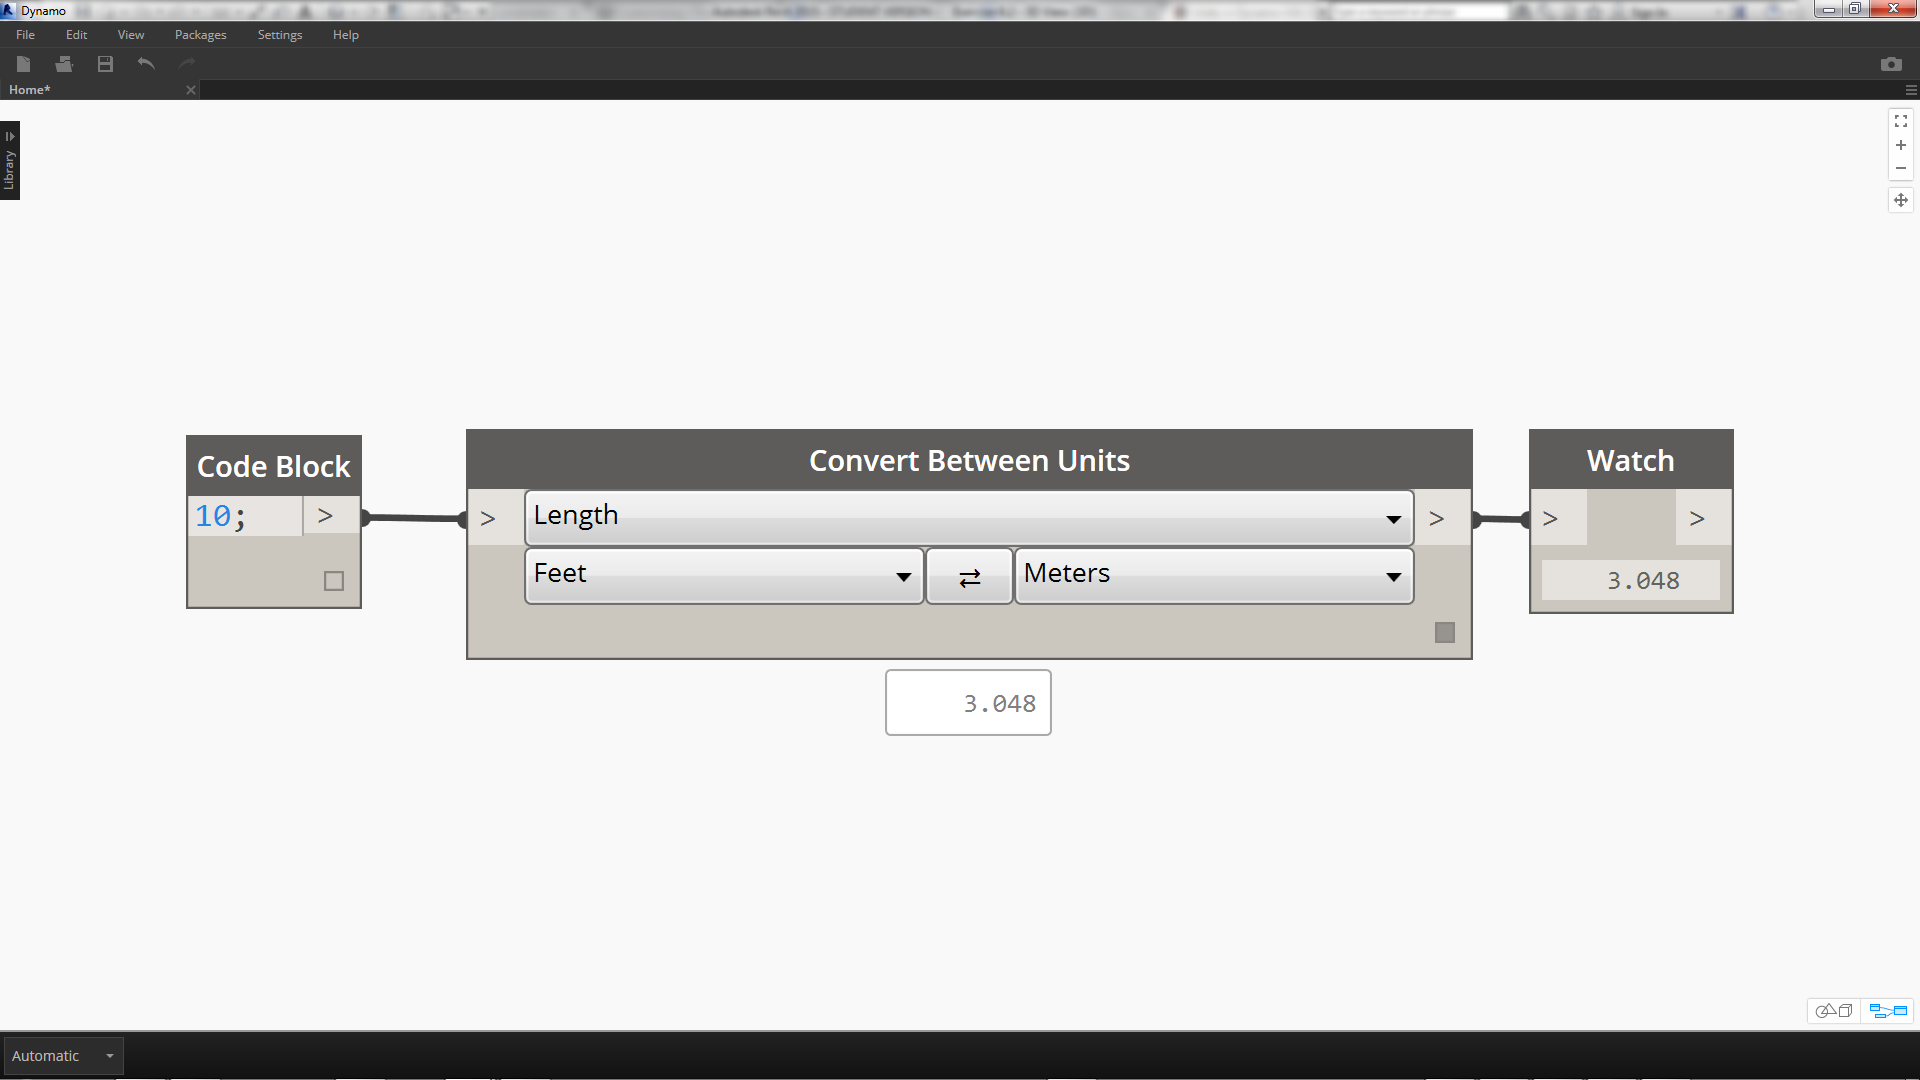 Dynamo
File Edit View Packages Settings Help
Home*
Library
Code Block
10;
>
Convert Between Units
> Length >
Feet ⇄ Meters
3.048
Watch
> >
3.048
Automatic